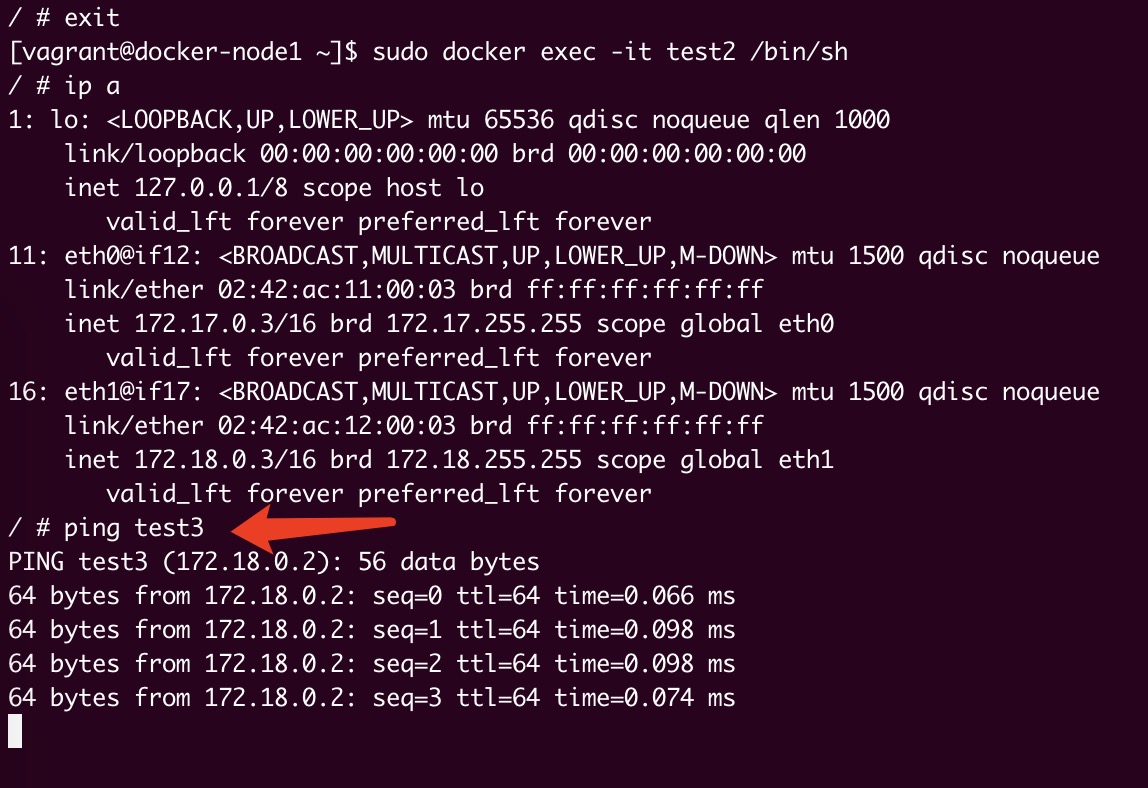 / # exit
[vagrant@docker-node1 ~]$ sudo docker exec -it test2 /bin/sh
/ # ip a
1: lo: <LOOPBACK,UP,LOWER_UP> mtu 65536 qdisc noqueue qlen 1000
    link/loopback 00:00:00:00:00:00 brd 00:00:00:00:00:00
    inet 127.0.0.1/8 scope host lo
       valid_lft forever preferred_lft forever
11: eth0@if12: <BROADCAST,MULTICAST,UP,LOWER_UP,M-DOWN> mtu 1500 qdisc noqueue
    link/ether 02:42:ac:11:00:03 brd ff:ff:ff:ff:ff:ff
    inet 172.17.0.3/16 brd 172.17.255.255 scope global eth0
       valid_lft forever preferred_lft forever
16: eth1@if17: <BROADCAST,MULTICAST,UP,LOWER_UP,M-DOWN> mtu 1500 qdisc noqueue
    link/ether 02:42:ac:12:00:03 brd ff:ff:ff:ff:ff:ff
    inet 172.18.0.3/16 brd 172.18.255.255 scope global eth1
       valid_lft forever preferred_lft forever
/ # ping test3
PING test3 (172.18.0.2): 56 data bytes
64 bytes from 172.18.0.2: seq=0 ttl=64 time=0.066 ms
64 bytes from 172.18.0.2: seq=1 ttl=64 time=0.098 ms
64 bytes from 172.18.0.2: seq=2 ttl=64 time=0.098 ms
64 bytes from 172.18.0.2: seq=3 ttl=64 time=0.074 ms